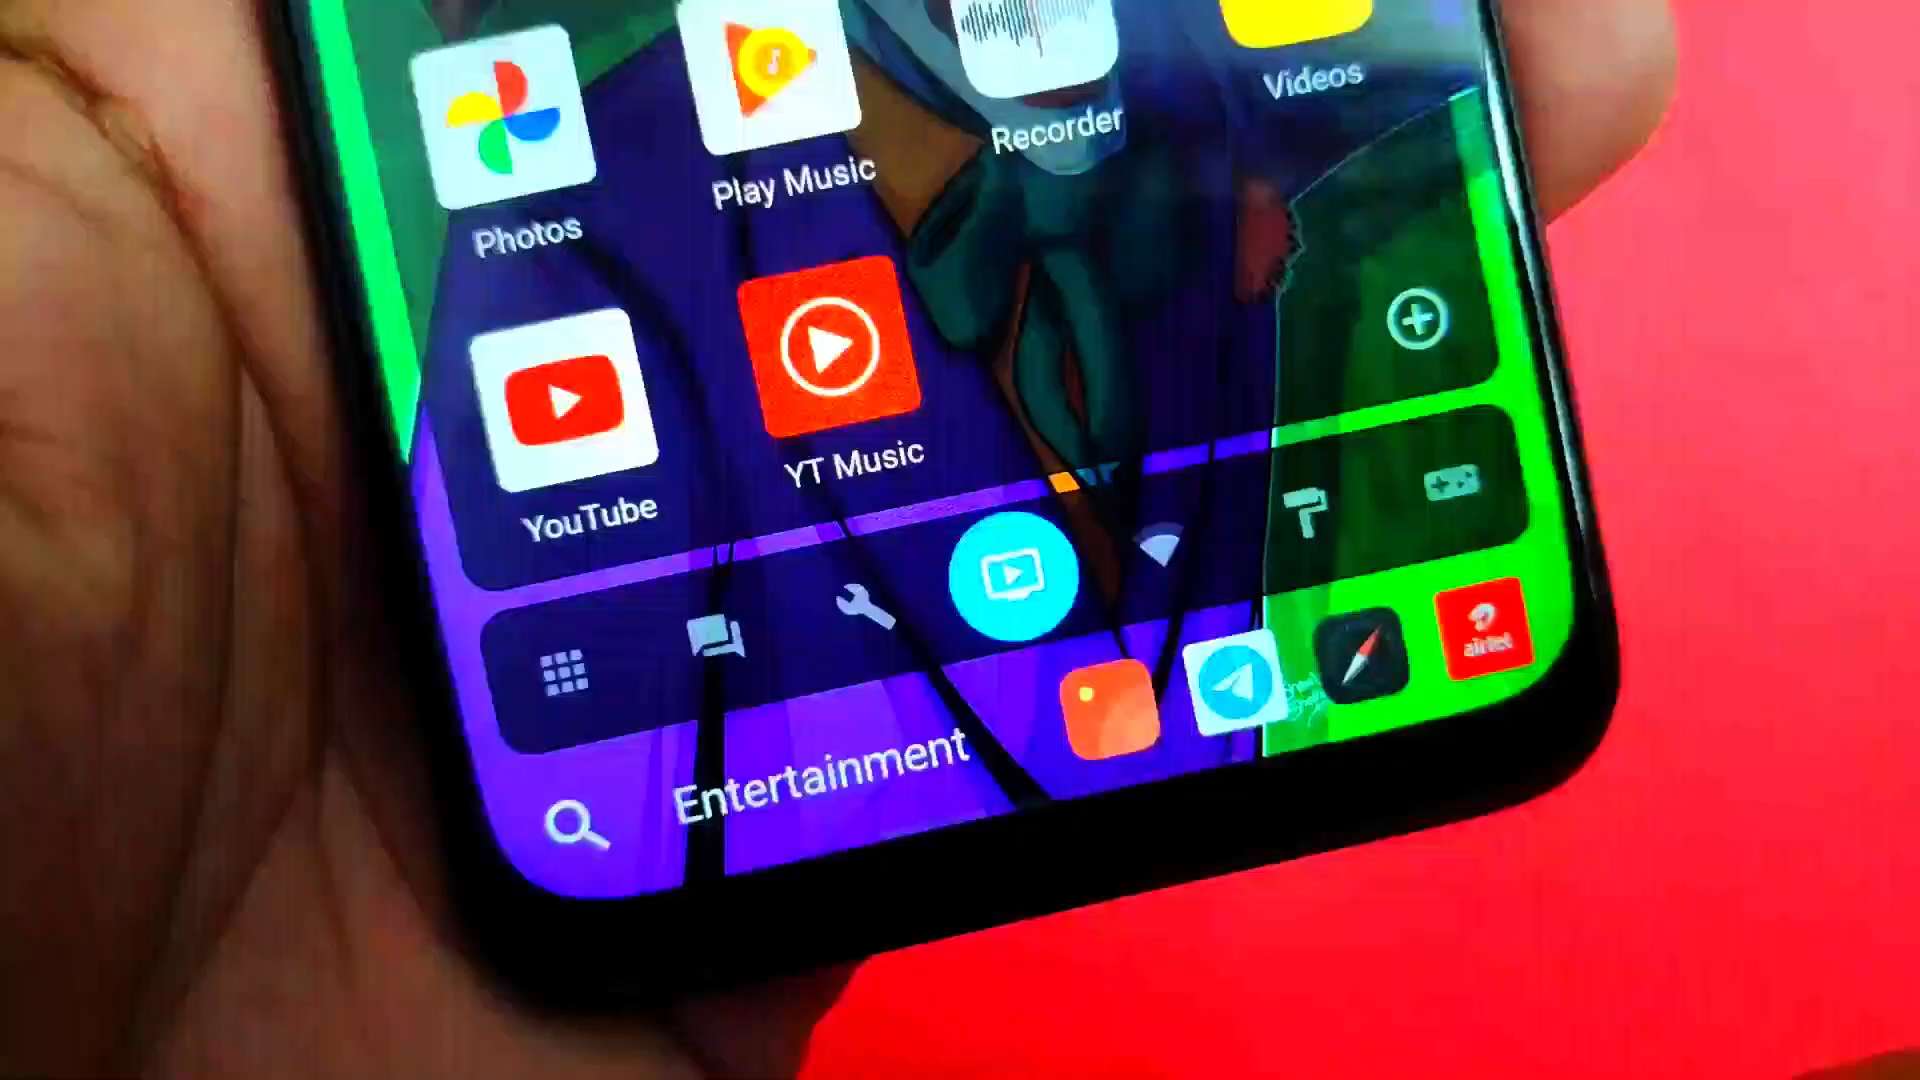 Videos
Recorder
Play Music
Photos
YT Music
YouTube
airtel
Entertainment